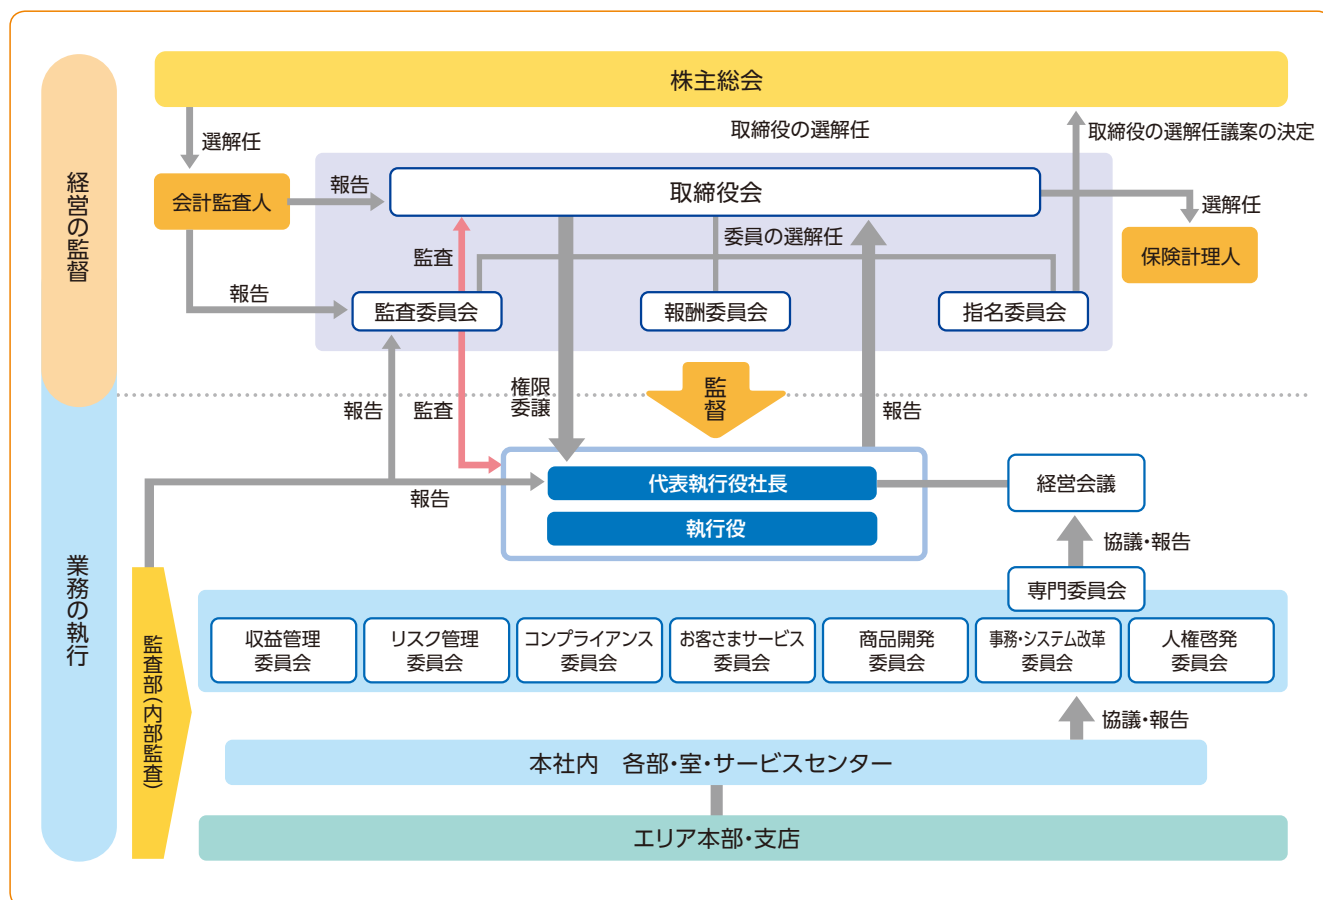 株主総会
選解任
取締役の選解任
取締役の選解任議案の決定
経営の監督
会計監査人
報告
取締役会
選解任
監査
委員の選解任
保険計理人
報告
監査委員会
報酬委員会
指名委員会
権限
委譲
監督
報告
監査
報告
報告
代表執行役社長
経営会議
執行役
協議・報告
業務の執行
専門委員会
監査部(内部監査)
収益管理
委員会
リスク管理
委員会
コンプライアンス
委員会
お客さまサービス
委員会
商品開発
委員会
事務・システム改革
委員会
人権啓発
委員会
協議・報告
本社内　各部・室・サービスセンター
エリア本部・支店